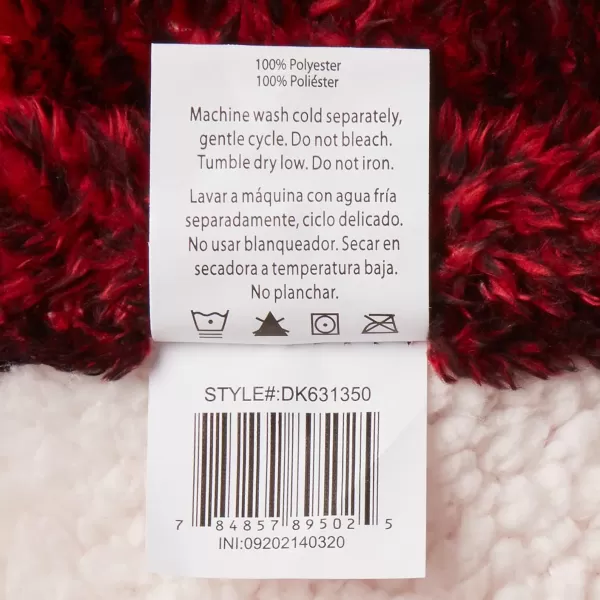 100% Polyester
100% Poliéster
Machine wash cold separately,
gentle cycle. Do not bleach.
Tumble dry low. Do not iron.
Lavar a máquina con agua fría
separadamente, ciclo delicado.
No usar blanqueador. Secar en
secadora a temperatura baja.
No planchar.
STYLE#:DK631350
7 84857 89502 5
INI:09202140320